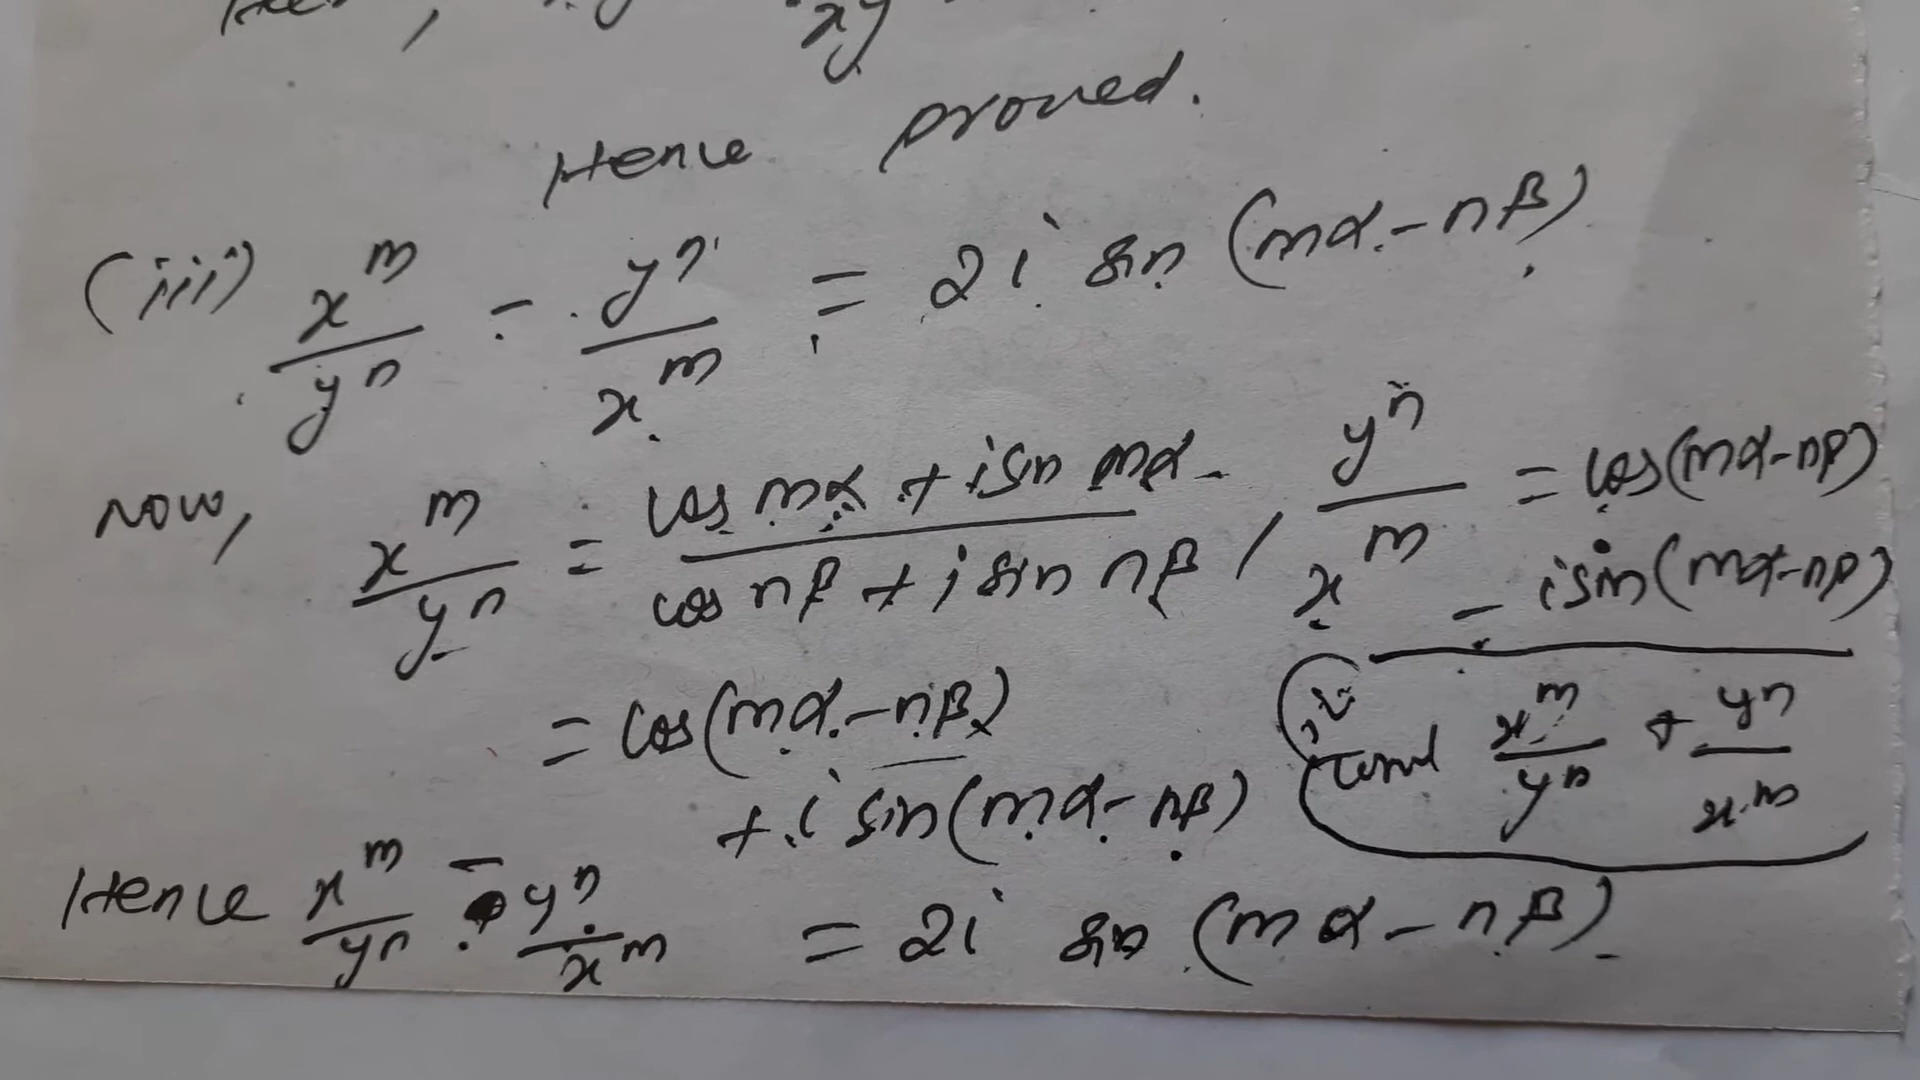 xy
Hence proved.
(iii) x^m/y^n - y^n/x^m = 2i sin (mα - nβ)
Now, x^m/y^n = cos mα + i sin mα / cos nβ + i sin nβ , y^n/x^m = cos(mα - nβ) - i sin(mα - nβ)
= cos(mα - nβ)
+ i sin(mα - nβ)
x^m/y^n + y^n/x^m
Hence x^m/y^n - y^n/x^m = 2i sin (mα - nβ)